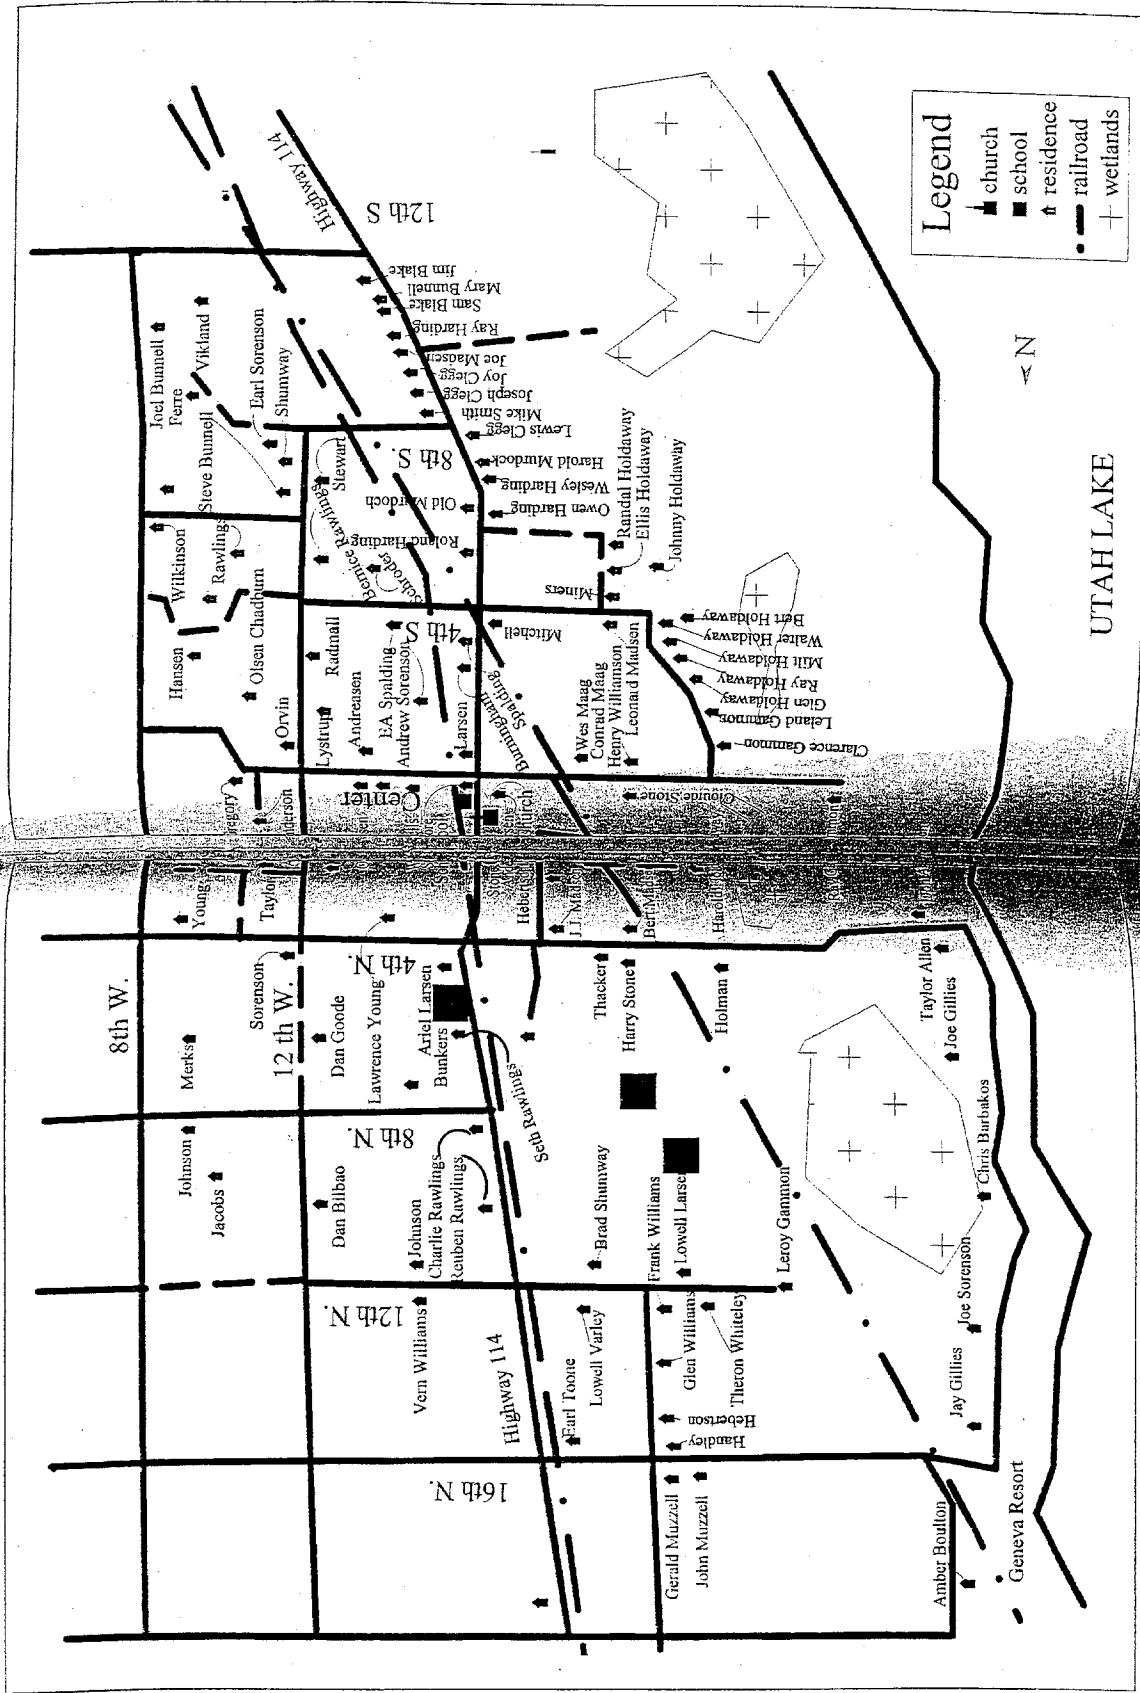 8th W.
Merks
Young
Johnson
Jacobs
Sorenson
12 th W.
Taylor
Hansen
Wilkinson
Rawlings
Olsen Chadburn
Orvin
Joel Bunnell
Ferre
Vikland
Steve Bunnell
Earl Sorenson
Shumway
Highway 114
12th S
Dan Bilbao
Dan Goode
Lawrence Young
4th N.
Ariel Larsen
Bunkers
8th N.
Seth Rawlings
Johnson
Charlie Rawlings
Reuben Rawlings
Vern Williams
12th N.
Highway 114
16th N.
Lystrup
Radmall
Andreasen
EA Spalding
Andrew Sorenson
Larsen
Center
4th S
Burningham
Spalding
Mitchell
Bernice Rawlings
Schroder
Stewart
Roland Harding
Old Murdoch
8th S.
Jim Blake
Mary Bunnell
Sam Blake
Ray Harding
Joe Madsen
Joy Clegg
Joseph Clegg
Mike Smith
Lewis Clegg
Harold Murdock
Wesley Harding
Owen Harding
Randal Holdaway
Ellis Holdaway
Johnny Holdaway
Miners
Wes Maag
Conrad Maag
Henry Williamson
Leonard Madsen
Bert Holdaway
Walter Holdaway
Milt Holdaway
Ray Holdaway
Glen Holdaway
Leland Gammon
Clarence Gammon
Thacker
Harry Stone
Holman
Brad Shumway
Frank Williams
Lowell Larsen
Leroy Gammon
Earl Toone
Lowell Varley
Glen Williams
Theron Whiteley
Hebertson
Handley
Gerald Muzzell
John Muzzell
Taylor Allen
Joe Gillies
Chris Barbakos
Joe Sorenson
Jay Gillies
Amber Boulton
Geneva Resort
UTAH LAKE
< N
Legend
church
school
residence
railroad
wetlands